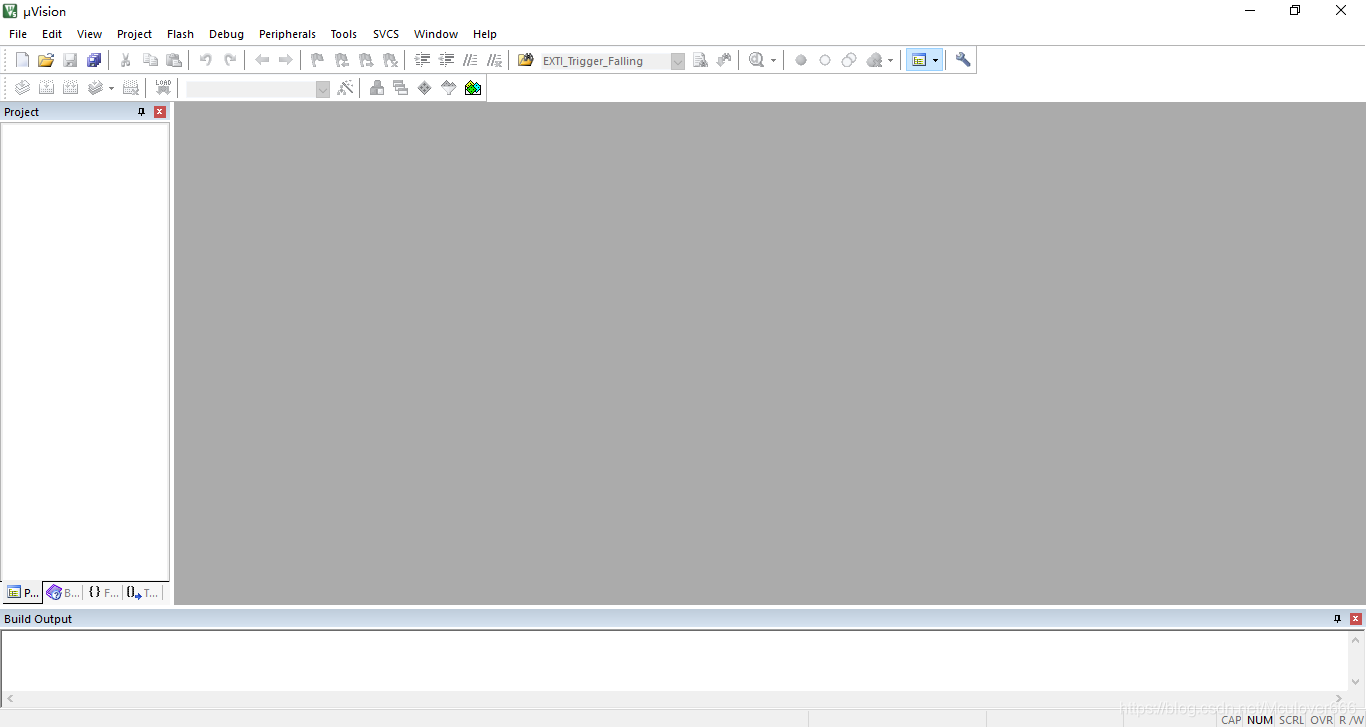 µVision
File Edit View Project Flash Debug Peripherals Tools SVCS Window Help
EXTI_Trigger_Falling
LOAD
Project
P... B... {} F... {} T...
Build Output
https://blog.csdn.net/Mculover666
CAP NUM SCRL OVR R/W